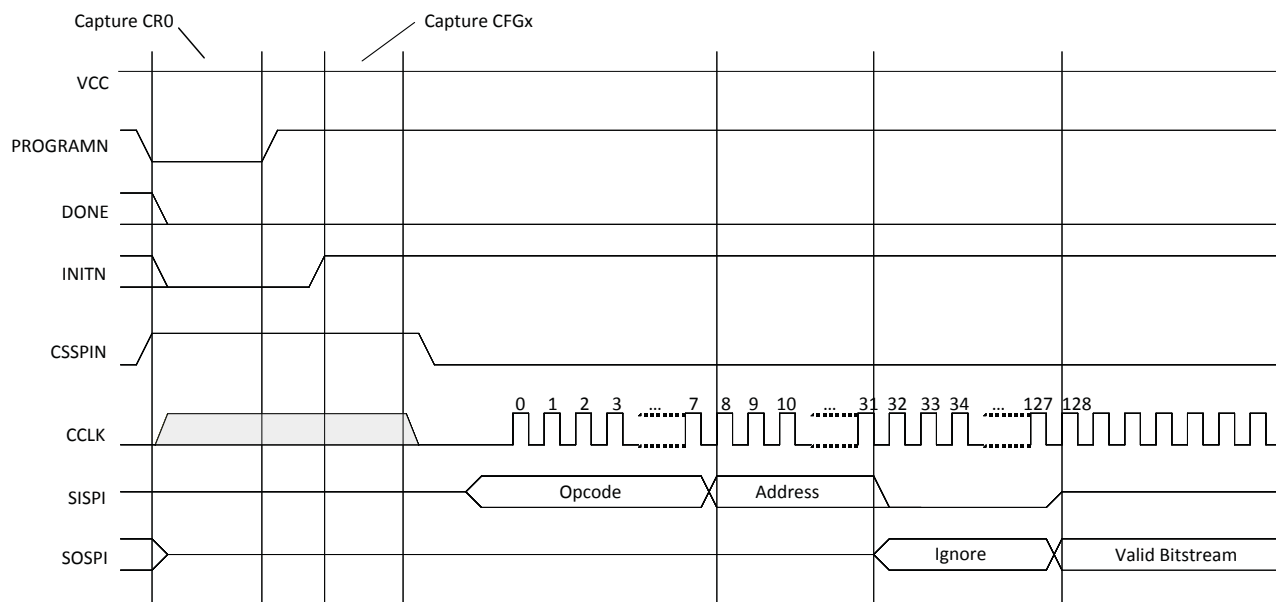 Capture CR0 Capture CFGx
VCC
PROGRAMN
DONE
INITN
CSSPIN
0 1 2 3 ... 7 8 9 10 ... 31 32 33 34 ... 127 128
CCLK
SISPI Opcode Address
SOSPI Ignore Valid Bitstream